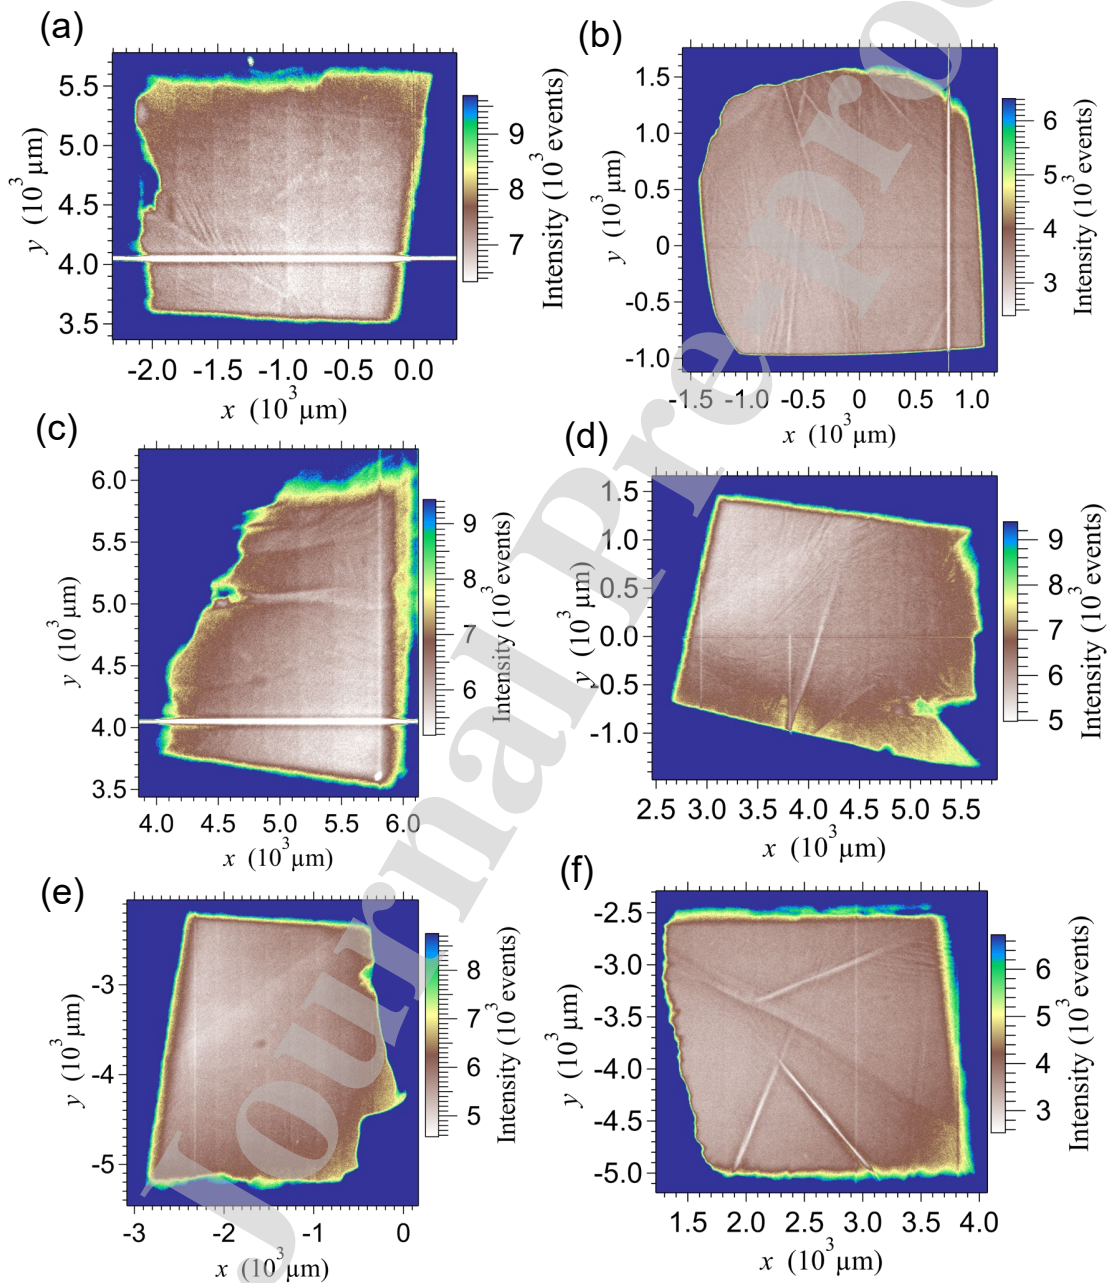 (a)
5.5
5.0
4.5
4.0
3.5
y (10³ μm)
-2.0 -1.5 -1.0 -0.5 0.0
x (10³ μm)
9
8
7
Intensity (10³ events)
(b)
1.5
1.0
0.5
0
-0.5
-1.0
y (10³ μm)
-1.5 -1.0 -0.5 0 0.5 1.0
x (10³ μm)
6
5
4
3
Intensity (10³ events)
(c)
6.0
5.5
5.0
4.5
4.0
3.5
y (10³ μm)
4.0 4.5 5.0 5.5 6.0
x (10³ μm)
9
8
7
6
Intensity (10³ events)
(d)
1.5
1.0
0.5
0.0
-0.5
-1.0
y (10³ μm)
2.5 3.0 3.5 4.0 4.5 5.0 5.5
x (10³ μm)
9
8
7
6
5
Intensity (10³ events)
(e)
-3
-4
-5
y (10³ μm)
-3 -2 -1 0
x (10³ μm)
8
7
6
5
Intensity (10³ events)
(f)
-2.5
-3.0
-3.5
-4.0
-4.5
-5.0
y (10³ μm)
1.5 2.0 2.5 3.0 3.5 4.0
x (10³ μm)
6
5
4
3
Intensity (10³ events)
Journal Pre-proo